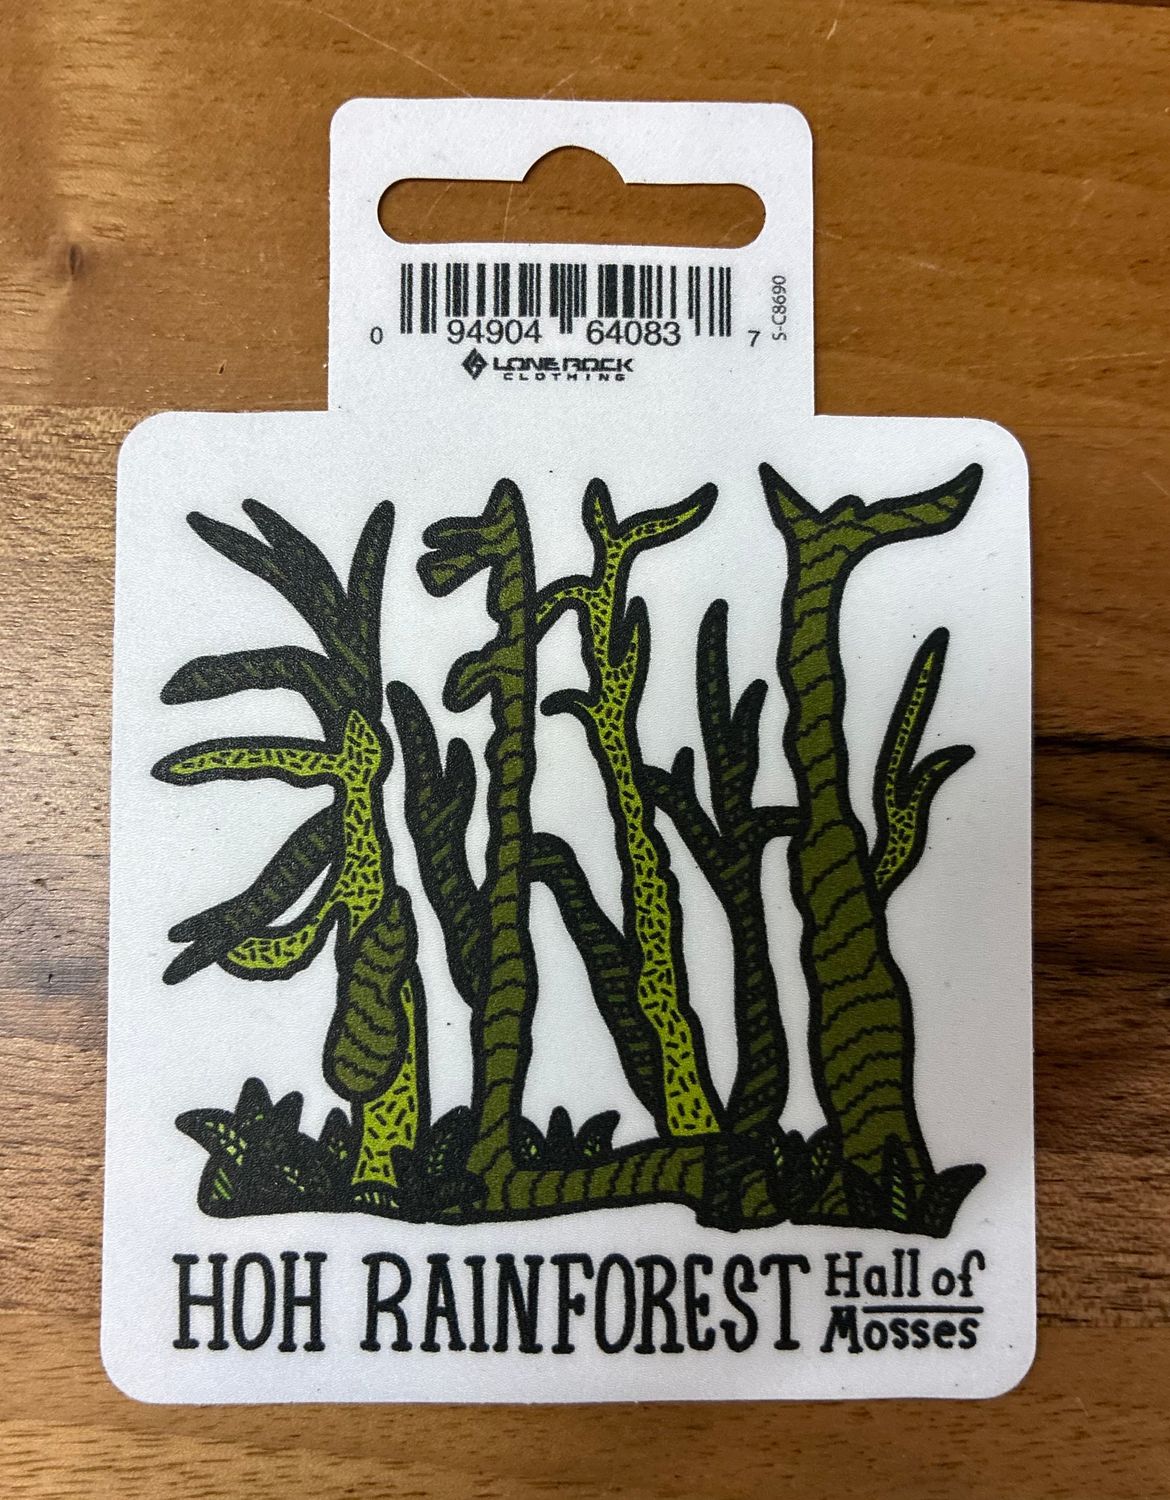 0 94904 64083 7
S-C8690
LONE ROCK
CLOTHING
HOH RAINFOREST Hall of
Mosses